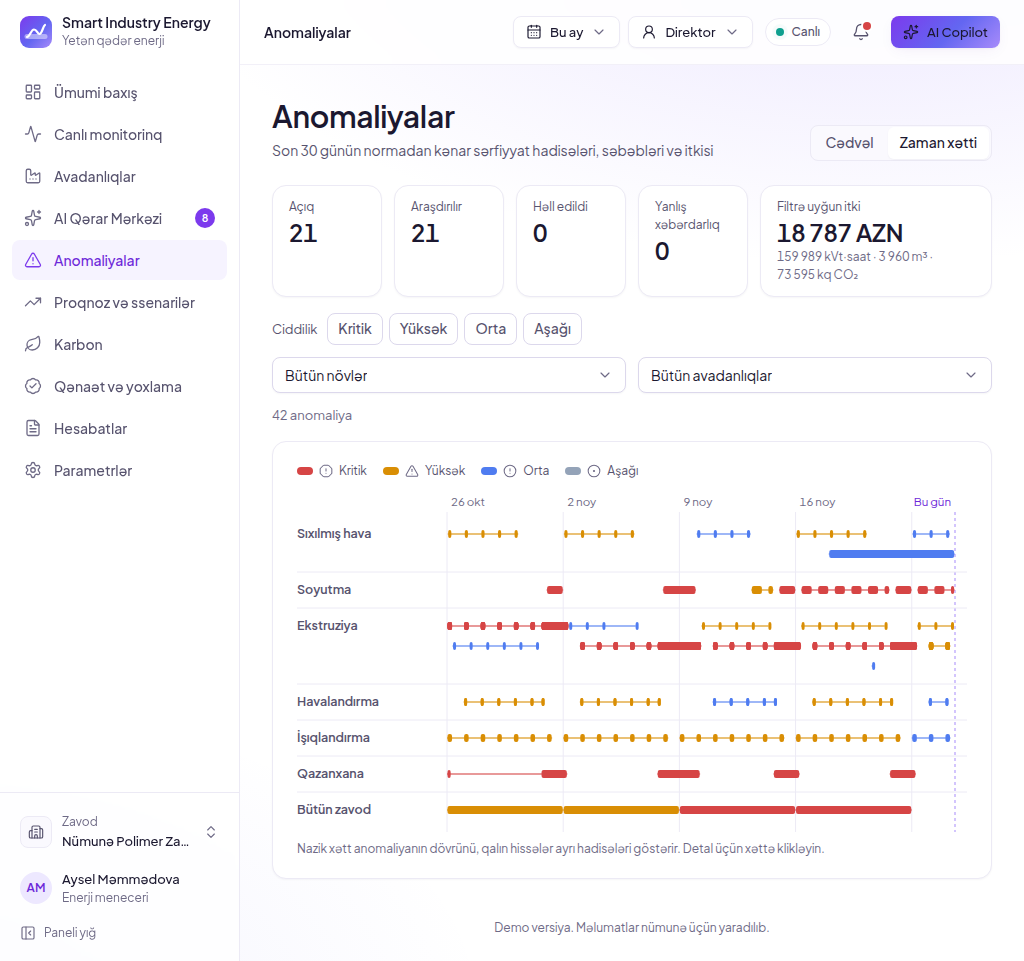 Smart Industry Energy
Yetən qədər enerji
Ümumi baxış
Canlı monitorinq
Avadanlıqlar
AI Qərar Mərkəzi
8
Anomaliyalar
Proqnoz və ssenarilər
Karbon
Qənaət və yoxlama
Hesabatlar
Parametrlər
Zavod
Nümunə Polimer Za...
AM
Aysel Məmmədova
Enerji meneceri
Paneli yığ
Anomaliyalar
Bu ay
Direktor
Canlı
AI Copilot
Anomaliyalar
Son 30 günün normadan kənar sərfiyyat hadisələri, səbəbləri və itkisi
Cədvəl
Zaman xətti
Açıq
21
Araşdırılır
21
Həll edildi
0
Yanlış
xəbərdarlıq
0
Filtrə uyğun itki
18 787 AZN
159 989 kVt·saat · 3 960 m³ ·
73 595 kq CO₂
Ciddilik
Kritik
Yüksək
Orta
Aşağı
Bütün növlər
Bütün avadanlıqlar
42 anomaliya
Kritik
Yüksək
Orta
Aşağı
26 okt
2 noy
9 noy
16 noy
Bu gün
Sıxılmış hava
Soyutma
Ekstruziya
Havalandırma
İşıqlandırma
Qazanxana
Bütün zavod
Nazik xətt anomaliyanın dövrünü, qalın hissələr ayrı hadisələri göstərir. Detal üçün xəttə klikləyin.
Demo versiya. Məlumatlar nümunə üçün yaradılıb.